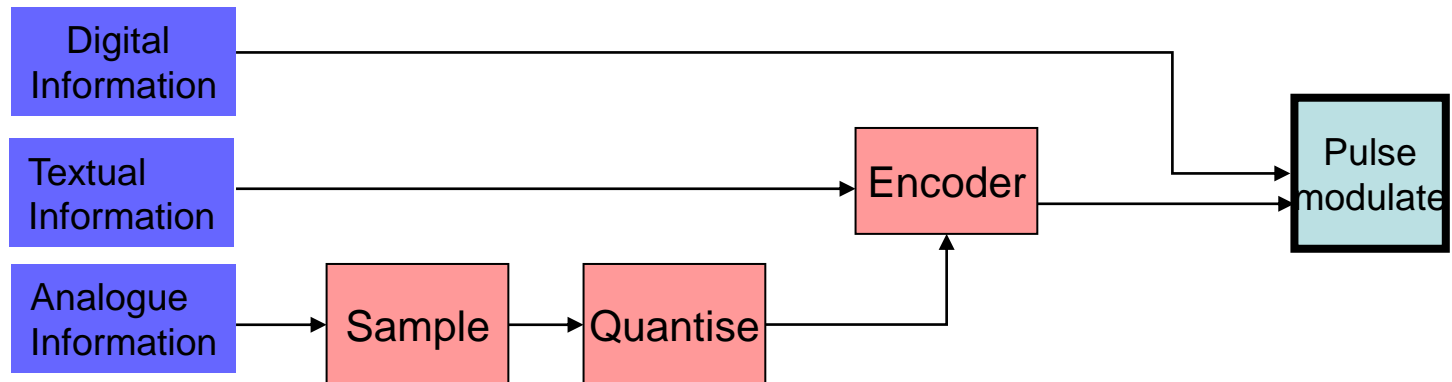 Digital
Information
Textual
Information
Encoder
Pulse
modulate
Analogue
Information
Sample
Quantise